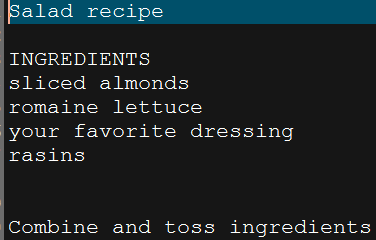 Salad recipe
INGREDIENTS
sliced almonds
romaine lettuce
your favorite dressing
rasins
Combine and toss ingredients